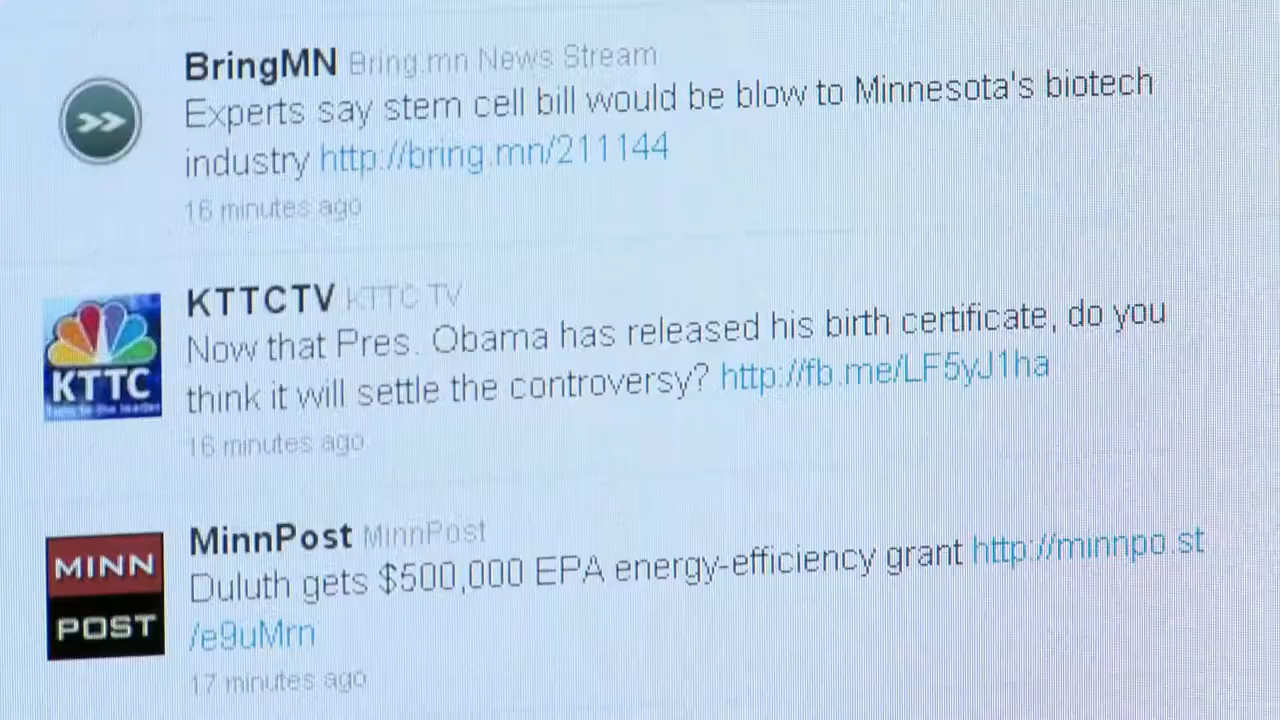 BringMN Bring.mn News Stream
Experts say stem cell bill would be blow to Minnesota's biotech
industry http://bring.mn/211144
16 minutes ago
KTTCTV KTTC TV
Now that Pres. Obama has released his birth certificate, do you
think it will settle the controversy? http://fb.me/LF5yJ1ha
16 minutes ago
KTTC
MinnPost MinnPost
Duluth gets $500,000 EPA energy-efficiency grant http://minnpo.st
/e9uMrn
17 minutes ago
MINN
POST